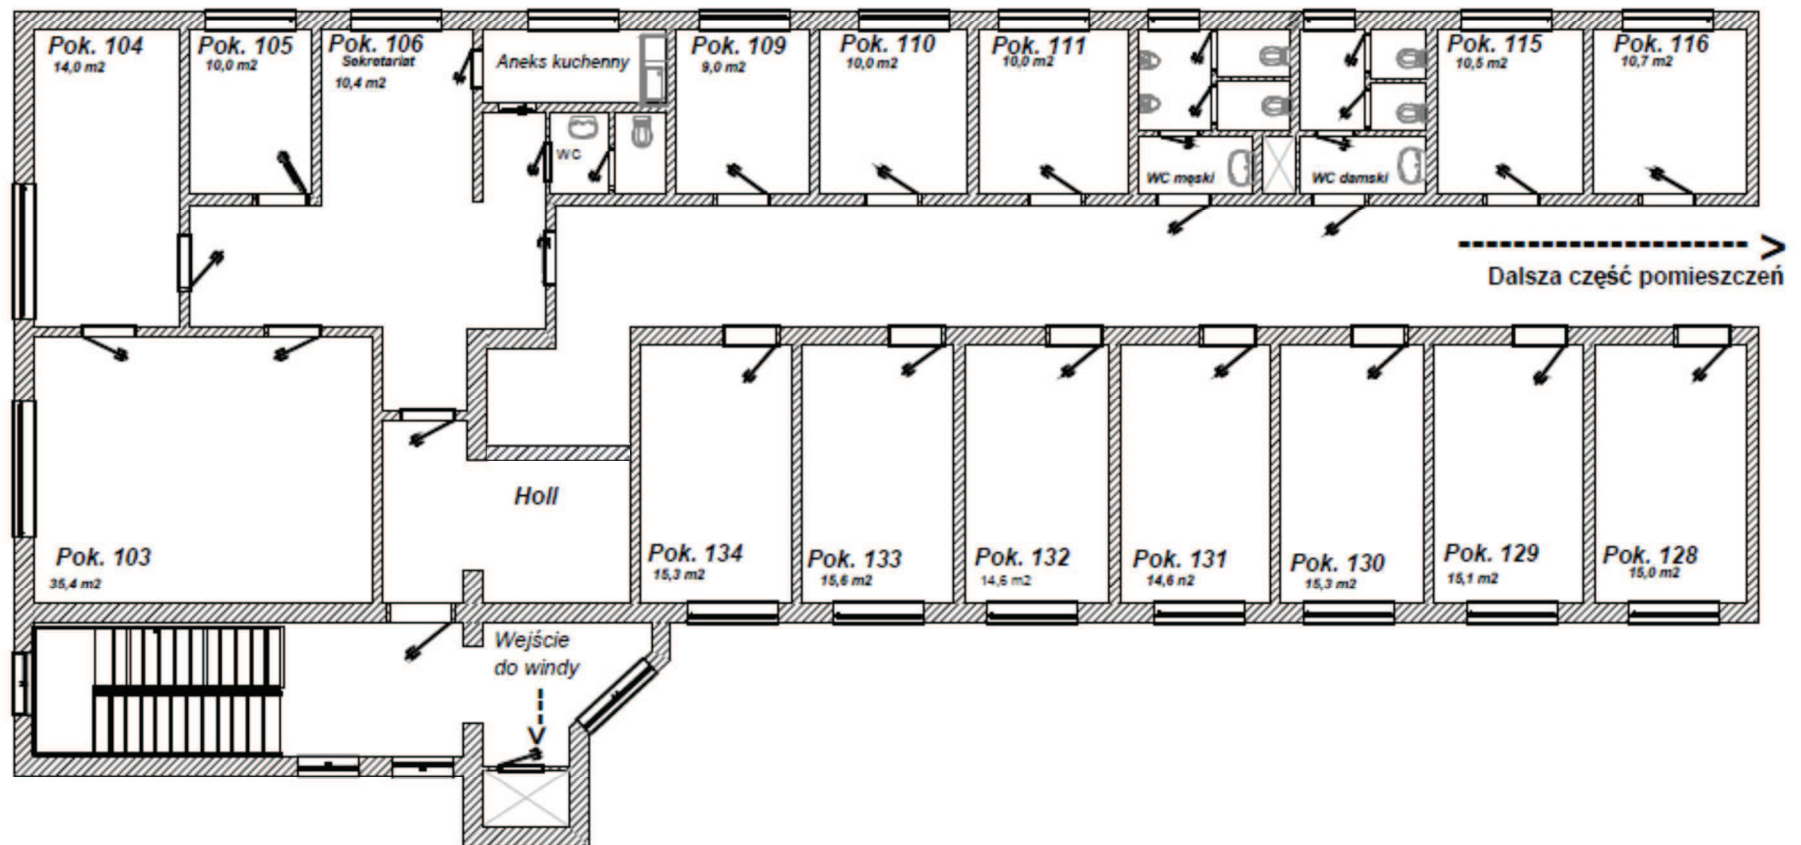 Pok. 104
14,0 m2
Pok. 105
10,0 m2
Pok. 106
Sekretariat
10,4 m2
Aneks kuchenny
Pok. 109
9,0 m2
Pok. 110
10,0 m2
Pok. 111
10,0 m2
Pok. 115
10,5 m2
Pok. 116
10,7 m2
WC
WC męski
WC damski
Dalsza część pomieszczeń
Holl
Pok. 103
35,4 m2
Pok. 134
15,3 m2
Pok. 133
15,6 m2
Pok. 132
14,6 m2
Pok. 131
14,6 n2
Pok. 130
15,3 m2
Pok. 129
15,1 m2
Pok. 128
15,0 m2
Wejście
do windy